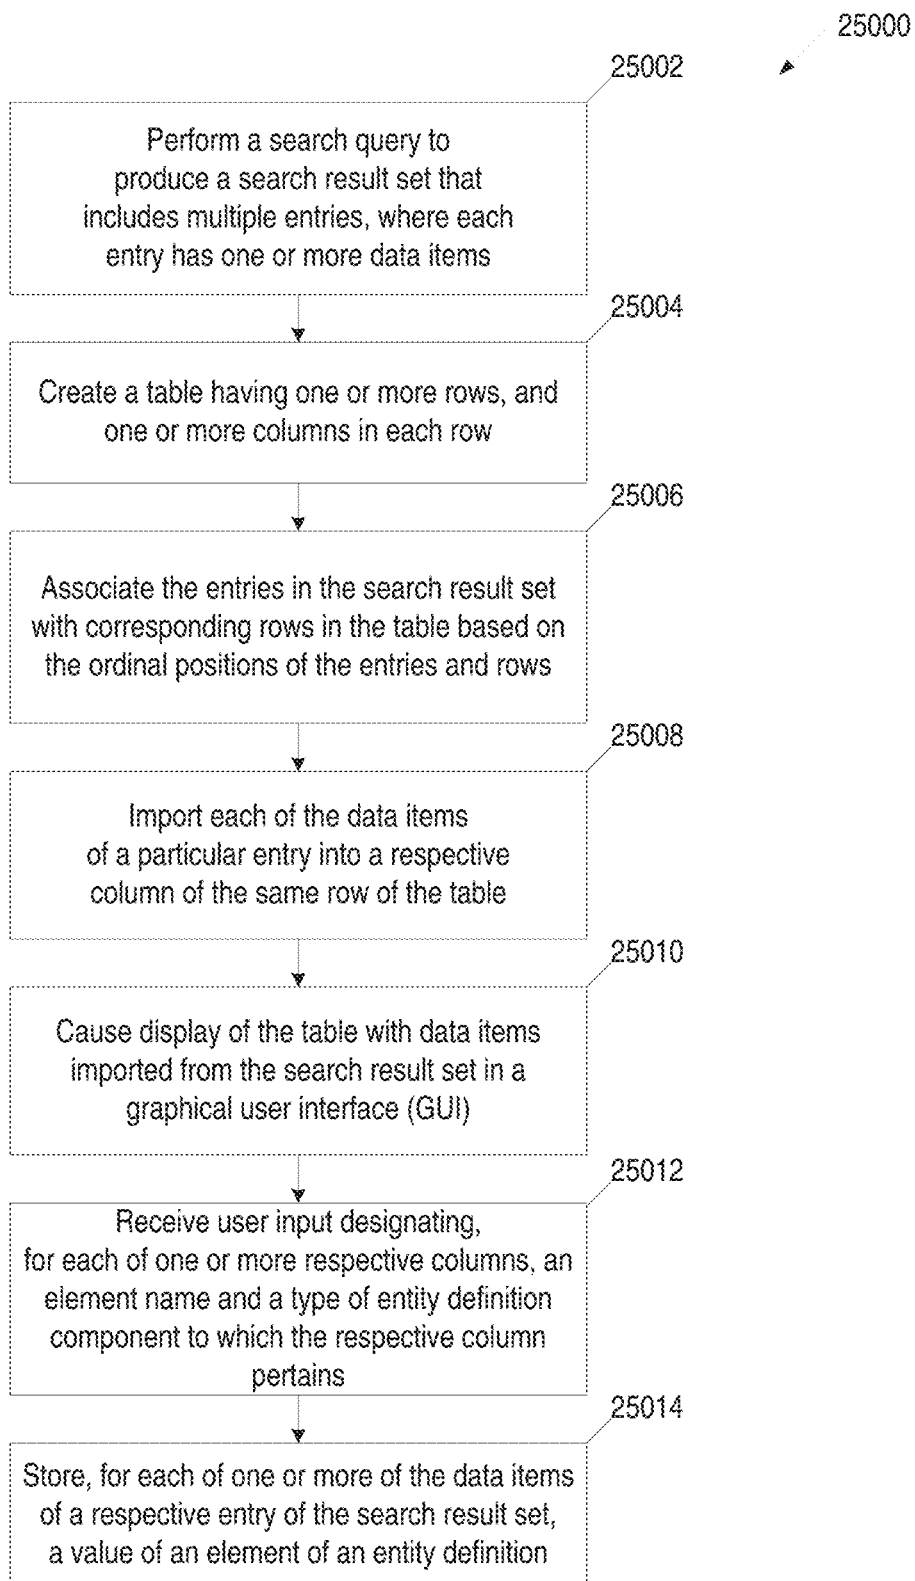 25000
25002
Perform a search query to
produce a search result set that
includes multiple entries, where each
entry has one or more data items
25004
Create a table having one or more rows, and
one or more columns in each row
25006
Associate the entries in the search result set
with corresponding rows in the table based on
the ordinal positions of the entries and rows
25008
Import each of the data items
of a particular entry into a respective
column of the same row of the table
25010
Cause display of the table with data items
imported from the search result set in a
graphical user interface (GUI)
25012
Receive user input designating,
for each of one or more respective columns, an
element name and a type of entity definition
component to which the respective column
pertains
25014
Store, for each of one or more of the data items
of a respective entry of the search result set,
a value of an element of an entity definition